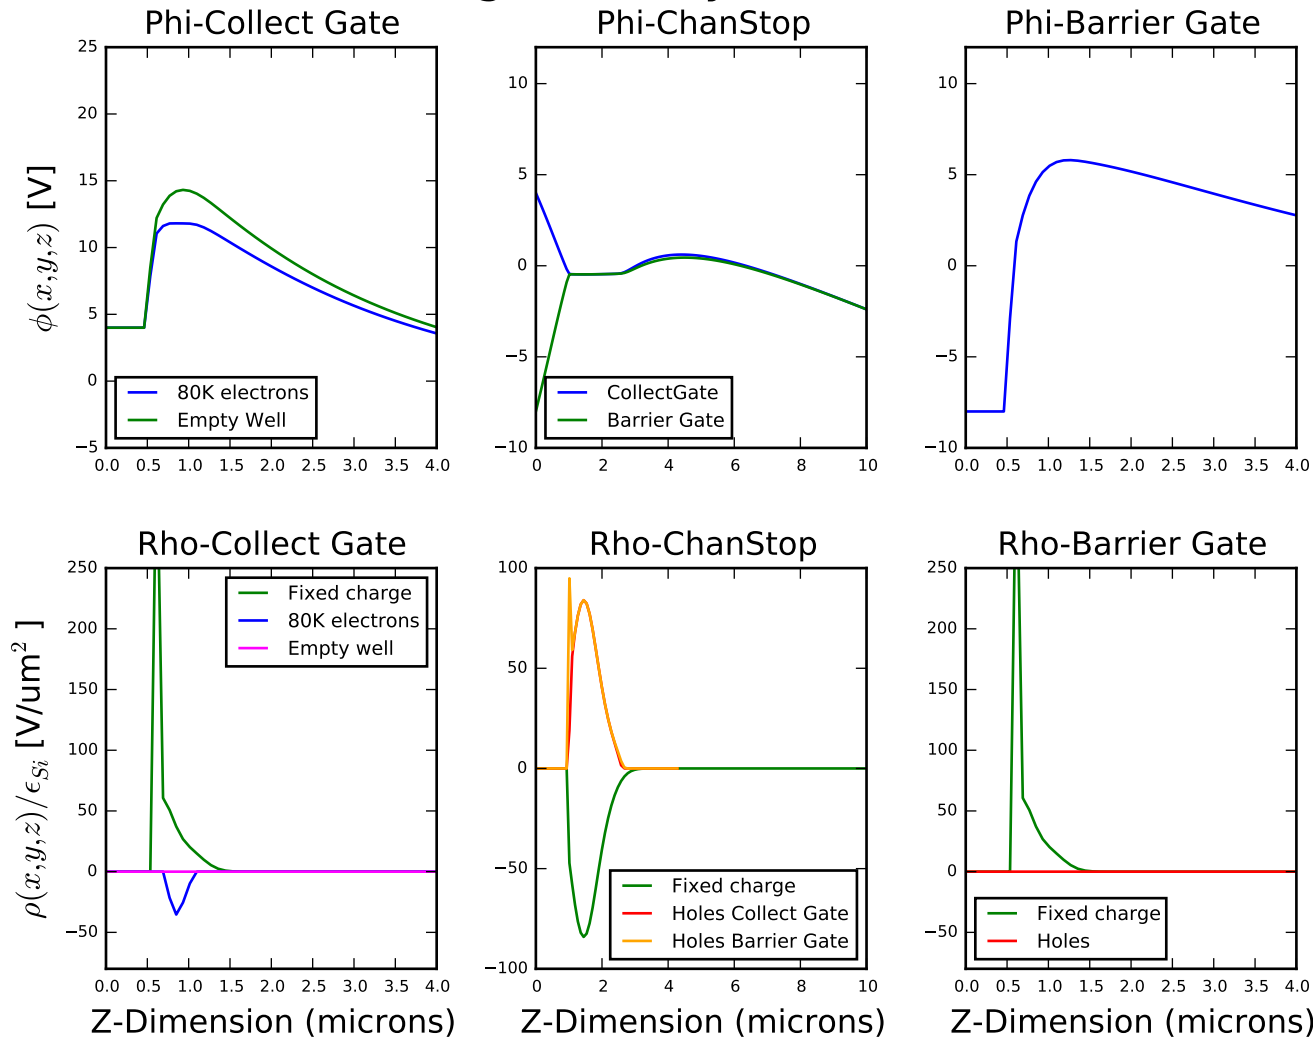 Phi-Collect Gate
25
20
15
10
5
0
−5
0.0 0.5 1.0 1.5 2.0 2.5 3.0 3.5 4.0
ϕ(x,y,z) [V]
80K electrons
Empty Well
Phi-ChanStop
10
5
0
−5
−10
0 2 4 6 8 10
CollectGate
Barrier Gate
Phi-Barrier Gate
10
5
0
−5
−10
0.0 0.5 1.0 1.5 2.0 2.5 3.0 3.5 4.0
Rho-Collect Gate
250
200
150
100
50
0
−50
0.0 0.5 1.0 1.5 2.0 2.5 3.0 3.5 4.0
ρ(x,y,z)/ϵ_Si [V/um²]
Fixed charge
80K electrons
Empty well
Z-Dimension (microns)
Rho-ChanStop
100
50
0
−50
−100
0 2 4 6 8 10
Fixed charge
Holes Collect Gate
Holes Barrier Gate
Z-Dimension (microns)
Rho-Barrier Gate
250
200
150
100
50
0
−50
0.0 0.5 1.0 1.5 2.0 2.5 3.0 3.5 4.0
Fixed charge
Holes
Z-Dimension (microns)